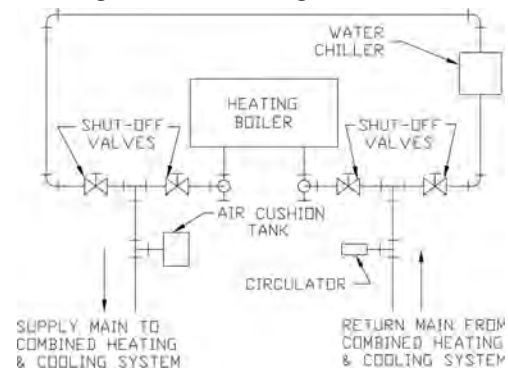 WATER
CHILLER
HEATING
BOILER
SHUT-OFF
VALVES
SHUT-OFF
VALVES
AIR CUSHION
TANK
CIRCULATOR
SUPPLY MAIN TO
COMBINED HEATING
& COOLING SYSTEM
RETURN MAIN FROM
COMBINED HEATING
& COOLING SYSTEM